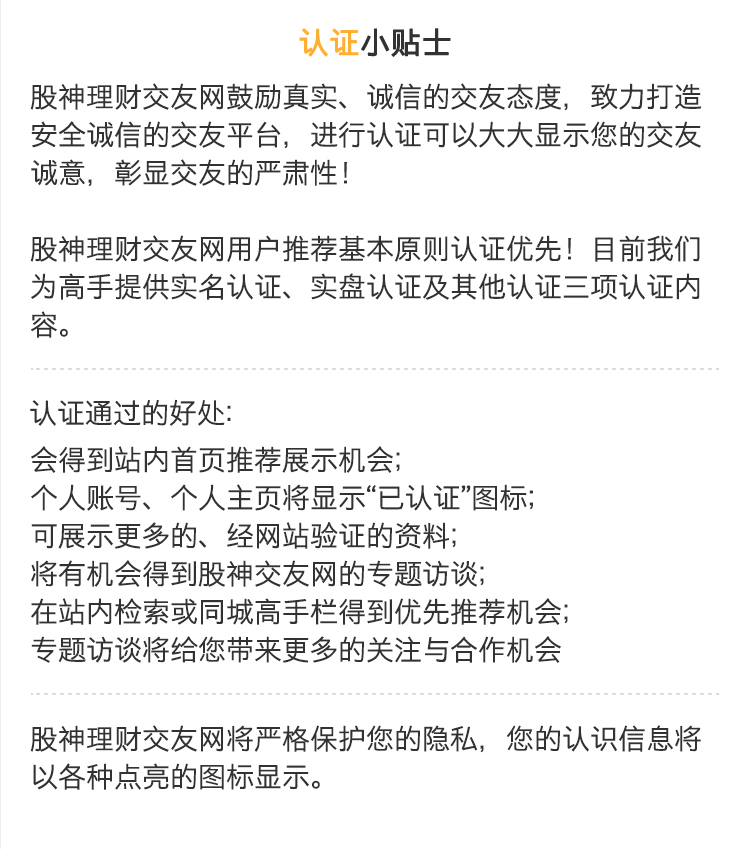 认证小贴士
股神理财交友网鼓励真实、诚信的交友态度，致力打造
安全诚信的交友平台，进行认证可以大大显示您的交友
诚意，彰显交友的严肃性！
股神理财交友网用户推荐基本原则认证优先！目前我们
为高手提供实名认证、实盘认证及其他认证三项认证内
容。
认证通过的好处:
会得到站内首页推荐展示机会;
个人账号、个人主页将显示“已认证”图标;
可展示更多的、经网站验证的资料;
将有机会得到股神交友网的专题访谈;
在站内检索或同城高手栏得到优先推荐机会;
专题访谈将给您带来更多的关注与合作机会
股神理财交友网将严格保护您的隐私，您的认识信息将
以各种点亮的图标显示。